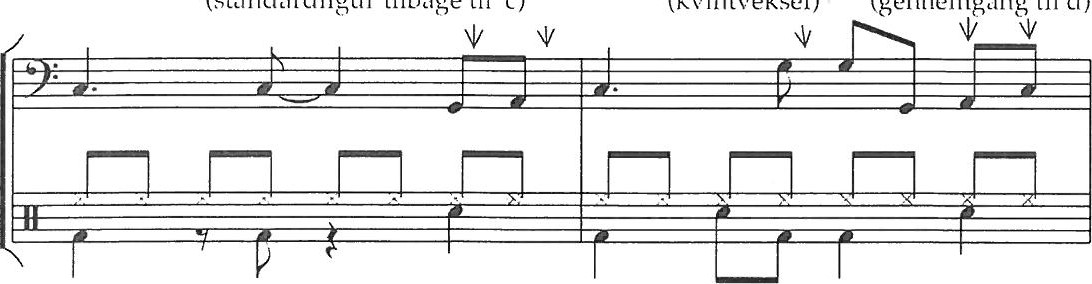 (standardfigur tilbage til c) (kvintveksel) (gennemgang til d)